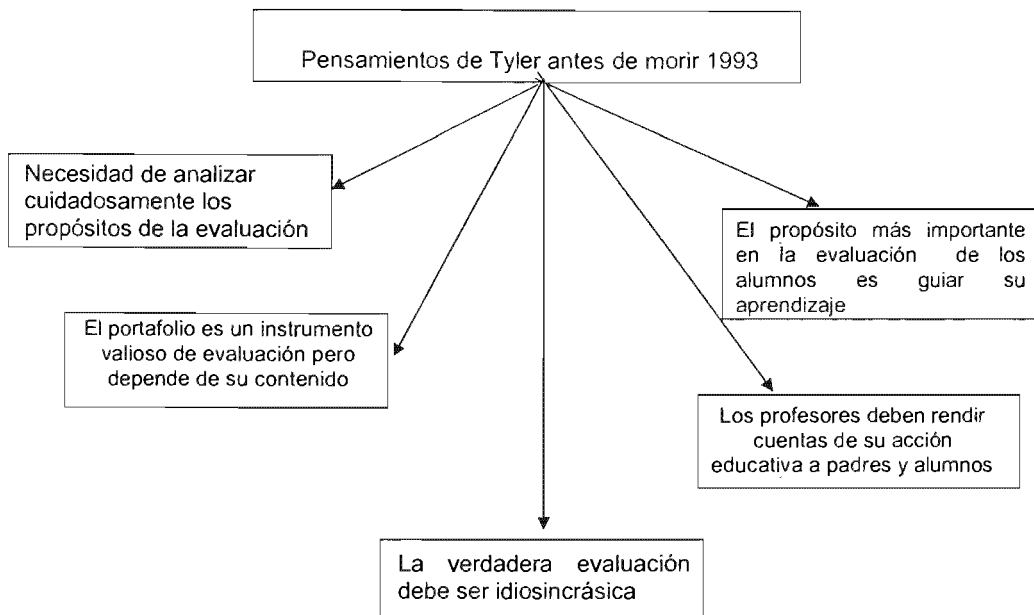 Pensamientos de Tyler antes de morir 1993
Necesidad de analizar
cuidadosamente los
propósitos de la evaluación
El propósito más importante
en la evaluación de los
alumnos es guiar su
aprendizaje
El portafolio es un instrumento
valioso de evaluación pero
depende de su contenido
Los profesores deben rendir
cuentas de su acción
educativa a padres y alumnos
La verdadera evaluación
debe ser idiosincrásica